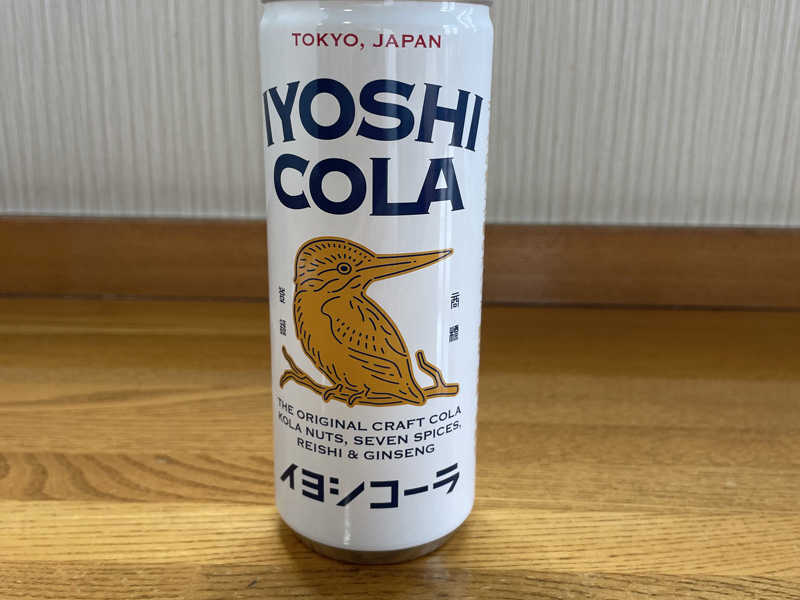 TOKYO, JAPAN
IYOSHI
COLA
THE ORIGINAL CRAFT COLA
KOLA NUTS, SEVEN SPICES,
REISHI & GINSENG
イヨシコーラ